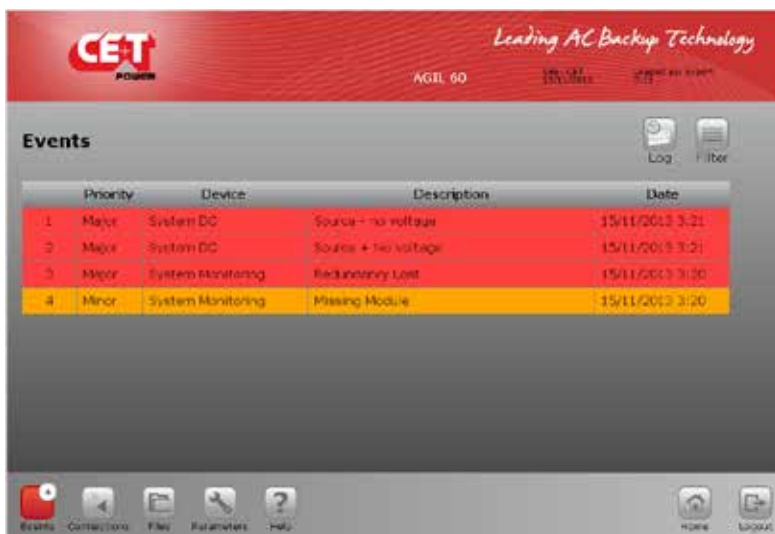 Leading AC Backup Technology
CE+T
POWER
AGIL 60
Events
Log Filter
Priority Device Description Date
1 Major System DC Source - no voltage 15/11/2013 3:21
2 Major System DC Source + no voltage 15/11/2013 3:21
3 Major System Monitoring Redundancy Lost 15/11/2013 3:20
4 Minor System Monitoring Missing Module 15/11/2013 3:20
4
Events Connections Files Parameters Help Home Logout